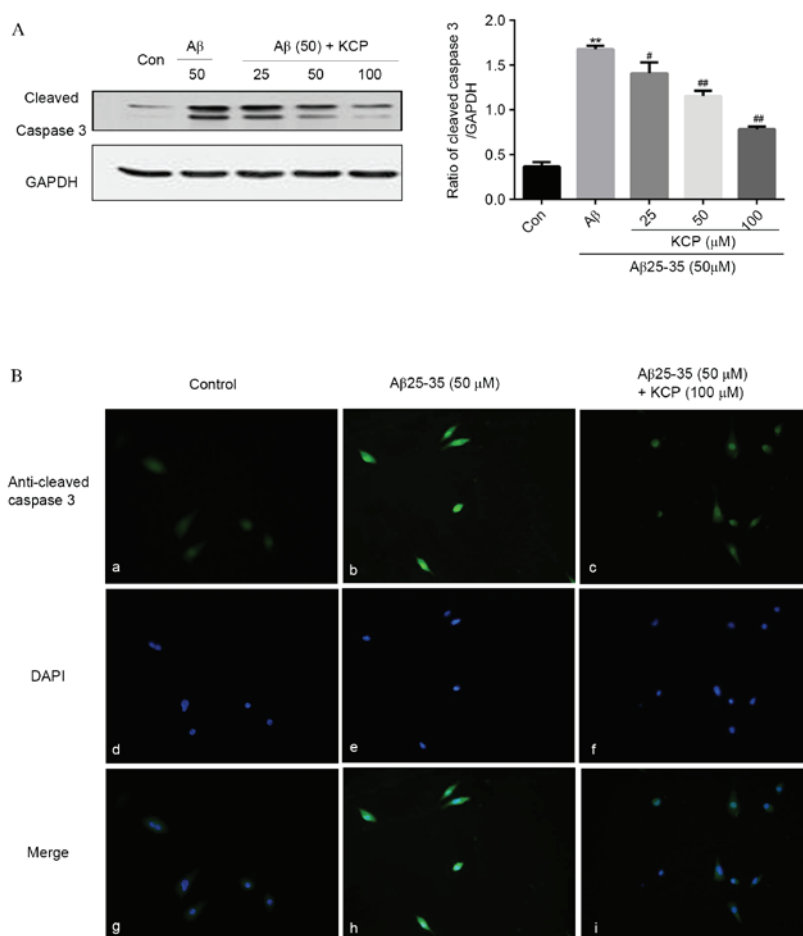 A
Con
Aβ
Aβ (50) + KCP
50
25
50
100
Cleaved
Caspase 3
GAPDH
Ratio of cleaved caspase 3
/GAPDH
2.0
1.5
1.0
0.5
0.0
**
#
##
##
Con
Aβ
25
50
100
KCP (μM)
Aβ25-35 (50μM)
B
Control
Aβ25-35 (50 μM)
Aβ25-35 (50 μM)
+ KCP (100 μM)
Anti-cleaved
caspase 3
a
b
c
DAPI
d
e
f
Merge
g
h
i